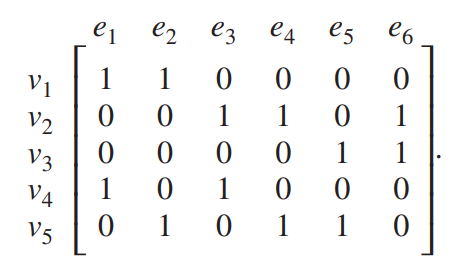 e₁ e₂ e₃ e₄ e₅ e₆
v₁ 1 1 0 0 0 0
v₂ 0 0 1 1 0 1
v₃ 0 0 0 0 1 1
v₄ 1 0 1 0 0 0
v₅ 0 1 0 1 1 0 .